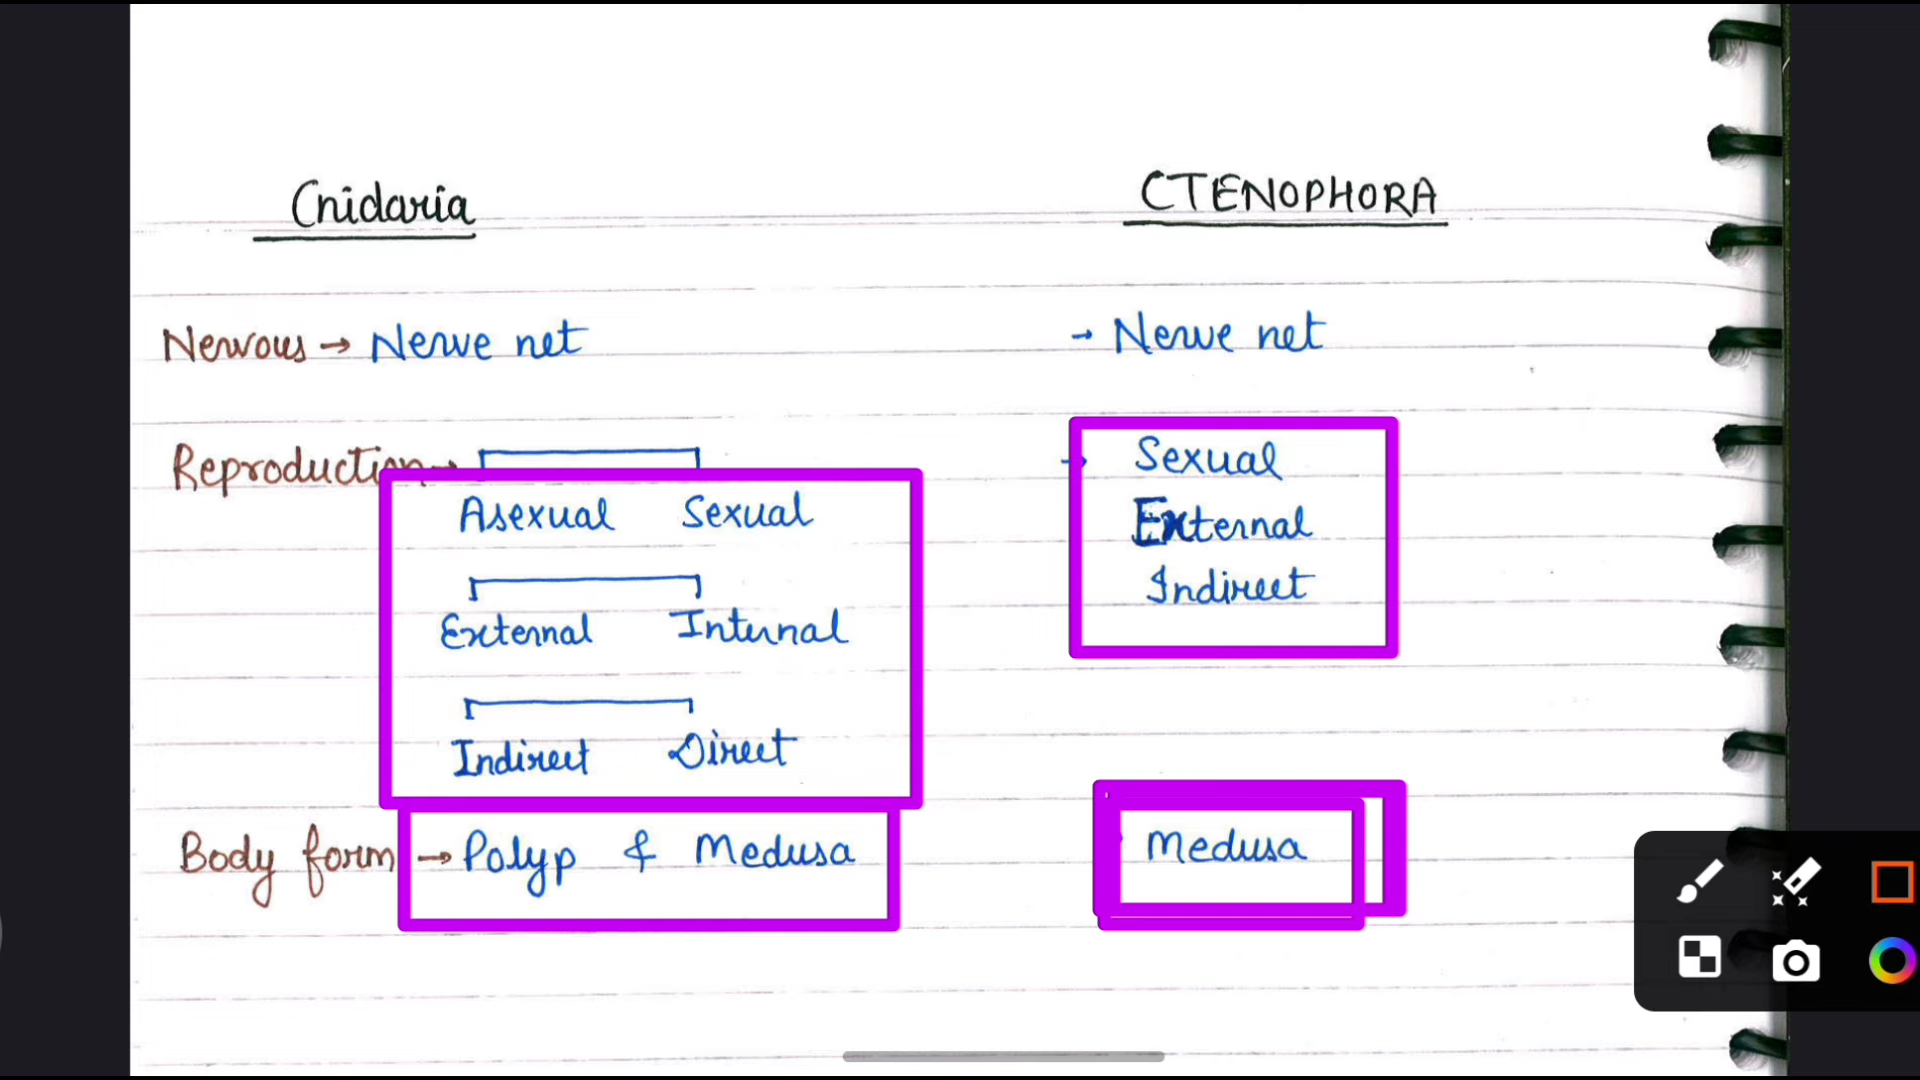 Cnidaria CTENOPHORA
Nervous → Nerve net → Nerve net
Reproduction → → Sexual
Asexual Sexual
External
External Internal
Indirect
Indirect Direct
Body form → Polyp & Medusa Medusa